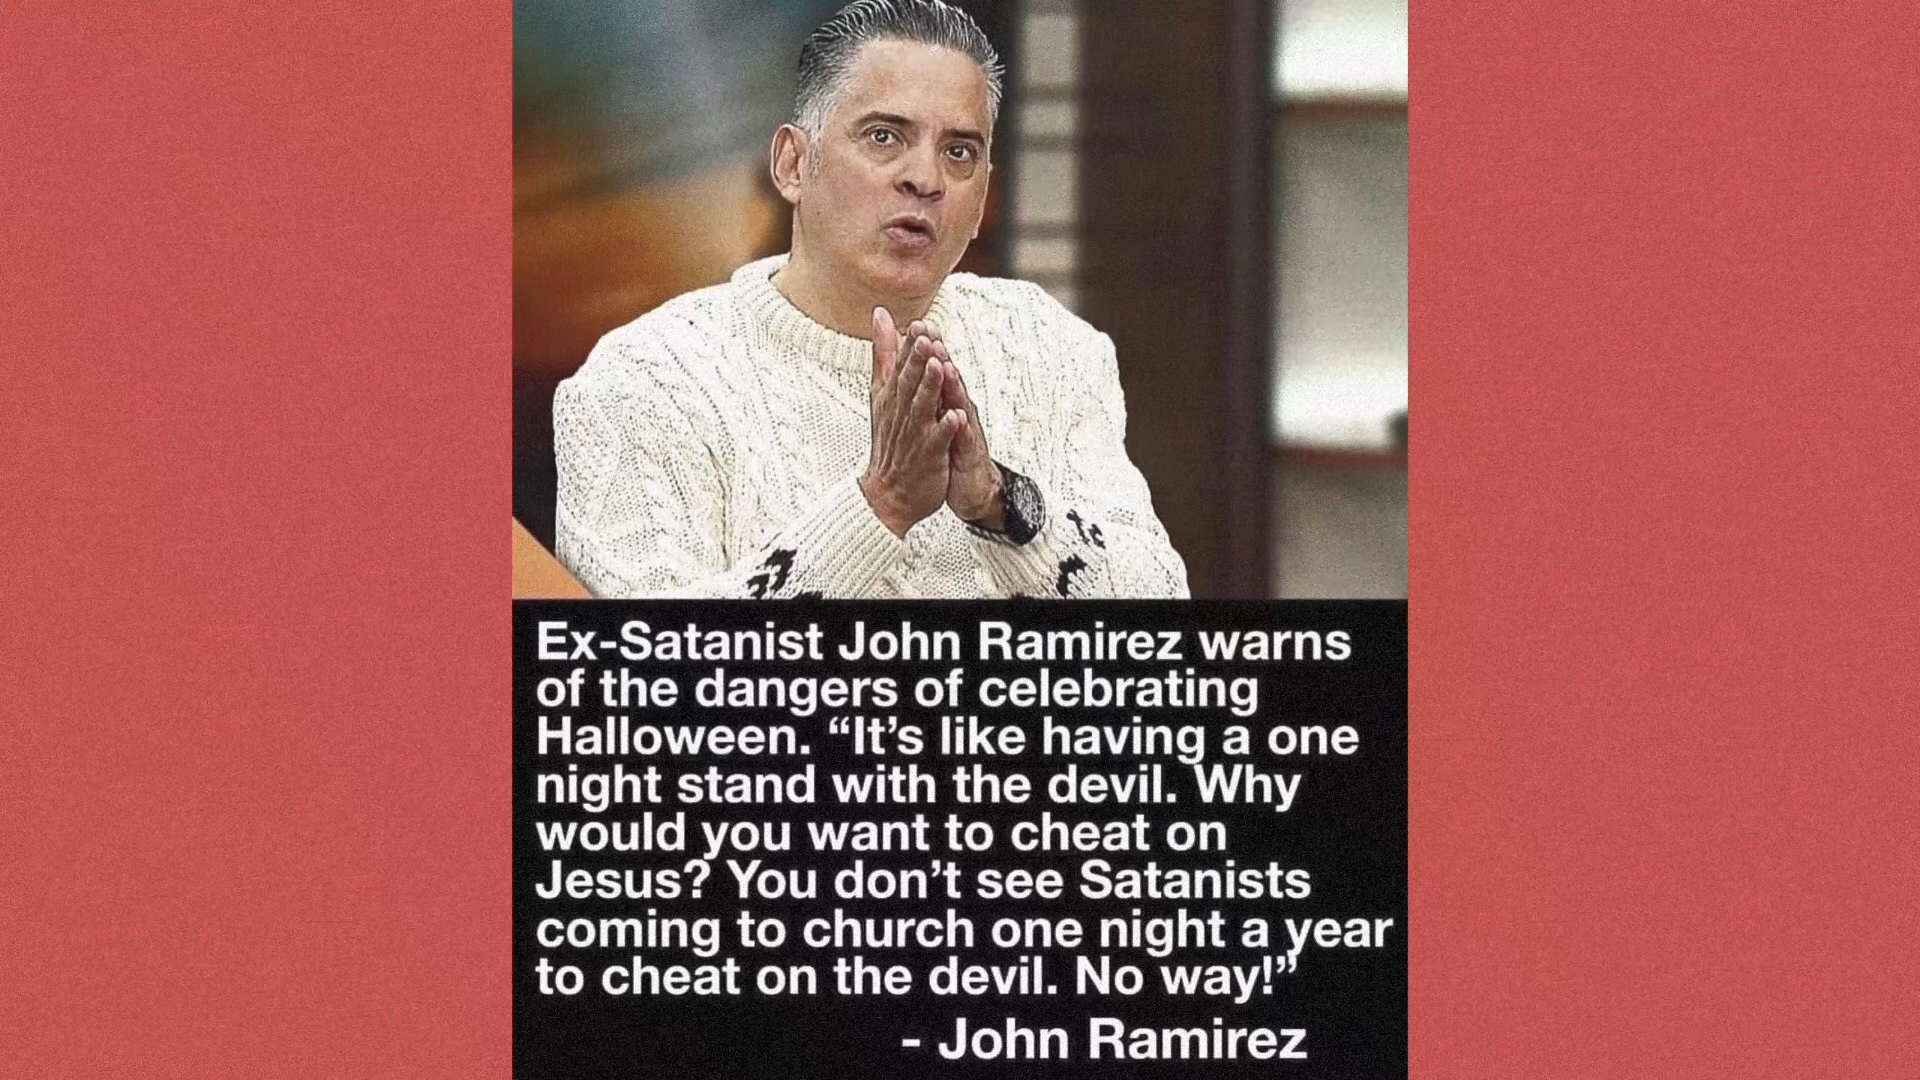 Ex-Satanist John Ramirez warns
of the dangers of celebrating
Halloween. “It’s like having a one
night stand with the devil. Why
would you want to cheat on
Jesus? You don’t see Satanists
coming to church one night a year
to cheat on the devil. No way!”
- John Ramirez